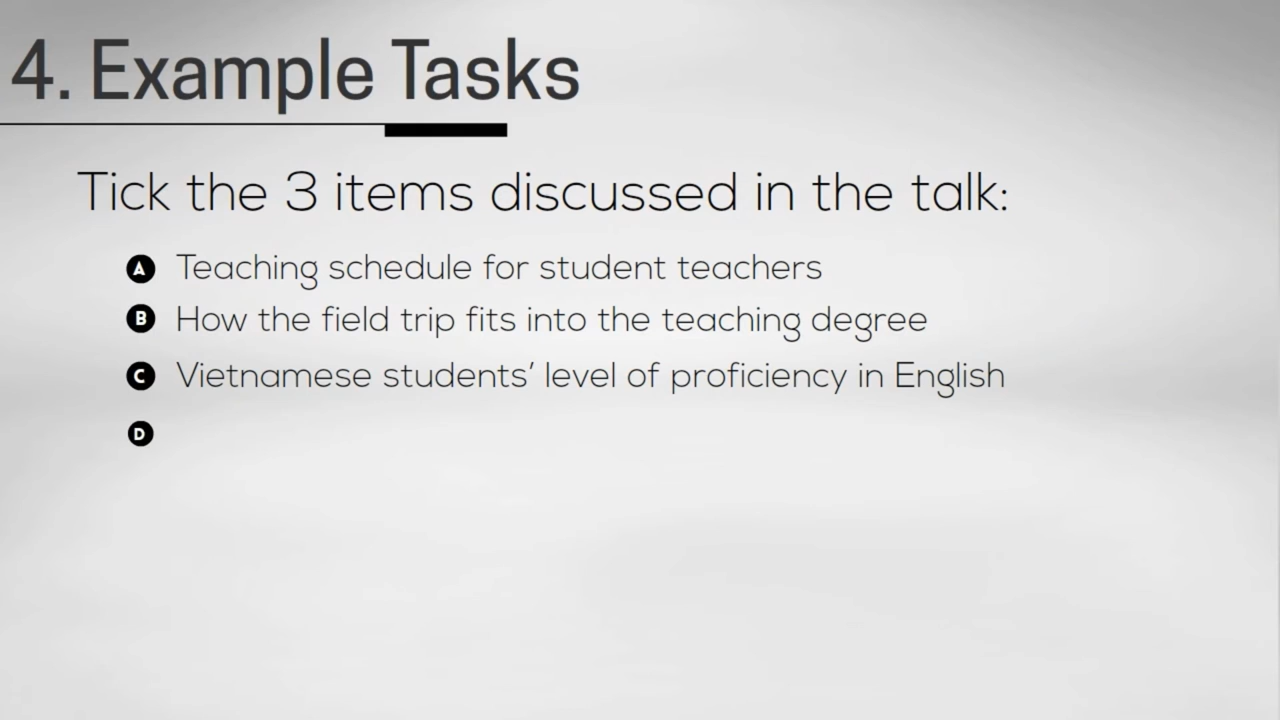 4. Example Tasks
Tick the 3 items discussed in the talk:
A Teaching schedule for student teachers
B How the field trip fits into the teaching degree
C Vietnamese students’ level of proficiency in English
D